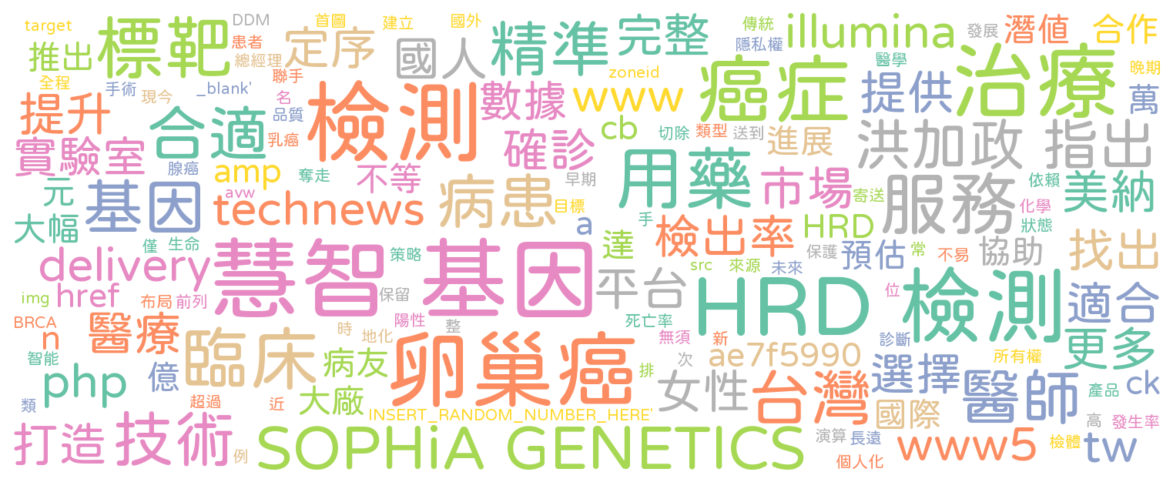 target
DDM
首圖
建立
國外
傳統
發展
推出
標靶
患者
定序
國人
精準
完整
隱私權
illumina
潛值
合作
總經理
聯手
醫學
晚期
全程
手術
現今
_blank'
名
品質
數據
zoneid
www
癌症
提供
治療
萬
提升
合適
乳癌
檢測
確診
cb
切除
類型
送到
進展
洪加政
指出
實驗室
腺癌
amp
奪走
不等
病患
早期
用藥
市場
寄送
服務
依賴
美納
元
基因
avw
technews
目標
a
手
檢出率
HRD
化學
狀態
大幅
僅
生命
慧智
基因
策略
達
保護
預估
常
不易
協助
找出
delivery
保留
平台
src
來源
未來
HRD
檢測
img
href
布局
前列
位
適合
BRCA
n
醫療
時
地化
陽性
整
死亡率
無須
新
診斷
更多
智能
臨床
病友
卵巢癌
排
次
ae7f5990
所有權
php
億
大廠
女性
台灣
選擇
醫師
產品
ck
類
超過
近
INSERT_RANDOM_NUMBER_HERE'
國際
高
發生率
打造
技術
例
SOPHiA GENETICS
演算
長遠
個人化
www5
檢體
tw